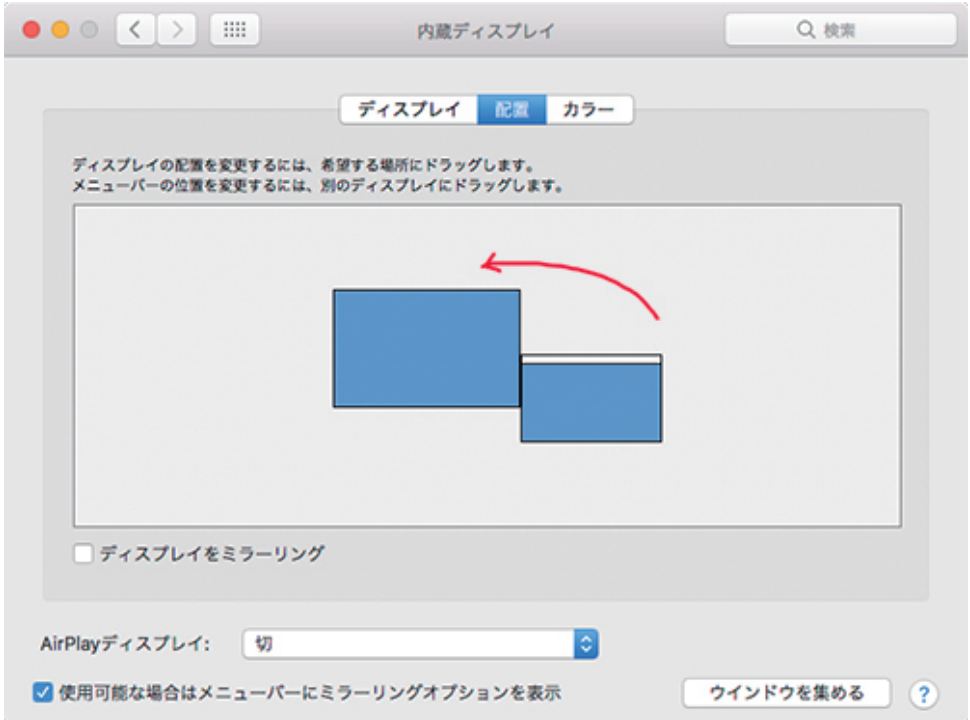 内蔵ディスプレイ
検索
ディスプレイ 配置 カラー
ディスプレイの配置を変更するには、希望する場所にドラッグします。
メニューバーの位置を変更するには、別のディスプレイにドラッグします。
ディスプレイをミラーリング
AirPlayディスプレイ: 切
使用可能な場合はメニューバーにミラーリングオプションを表示
ウインドウを集める ?